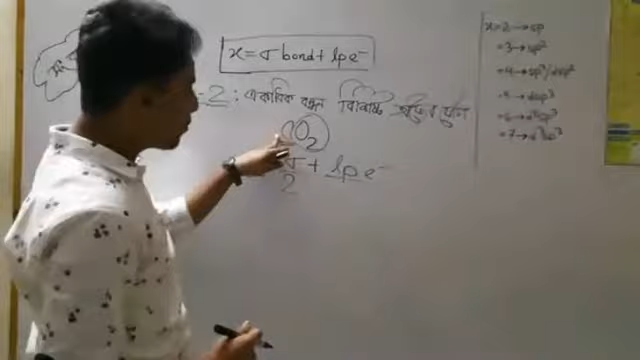 x = σ bond + lp e⁻
-2 : একাধিক বন্ধন বিশিষ্ট
CO₂
σ + lp e⁻
2
x = 2 → sp
= 3 → sp²
= 4 → sp³/dsp²
= 5 → dsp³
= 6 → d²sp³
= 7 → d³sp³